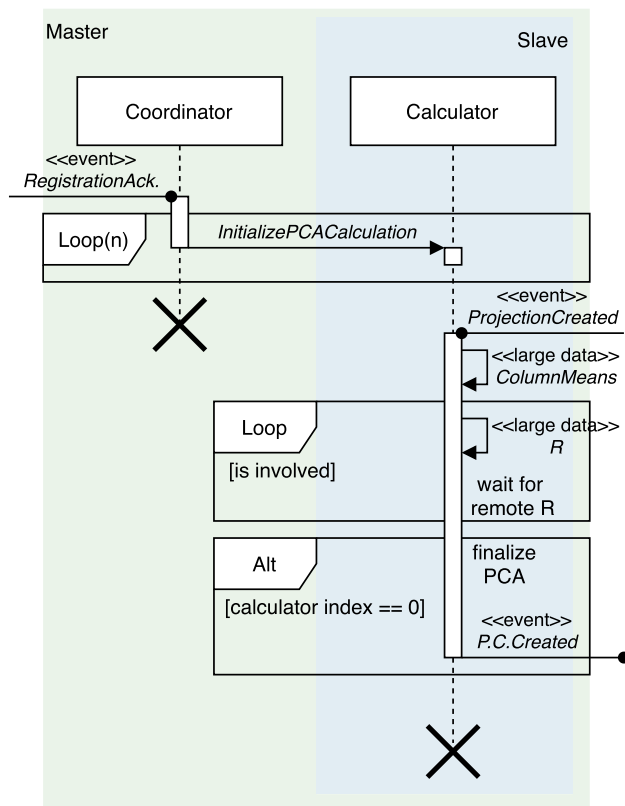 Master
Slave
Coordinator
Calculator
<<event>>
RegistrationAck.
Loop(n)
InitializePCACalculation
<<event>>
ProjectionCreated
<<large data>>
ColumnMeans
Loop
<<large data>>
R
[is involved]
wait for
remote R
Alt
finalize
PCA
[calculator index == 0]
<<event>>
P.C.Created